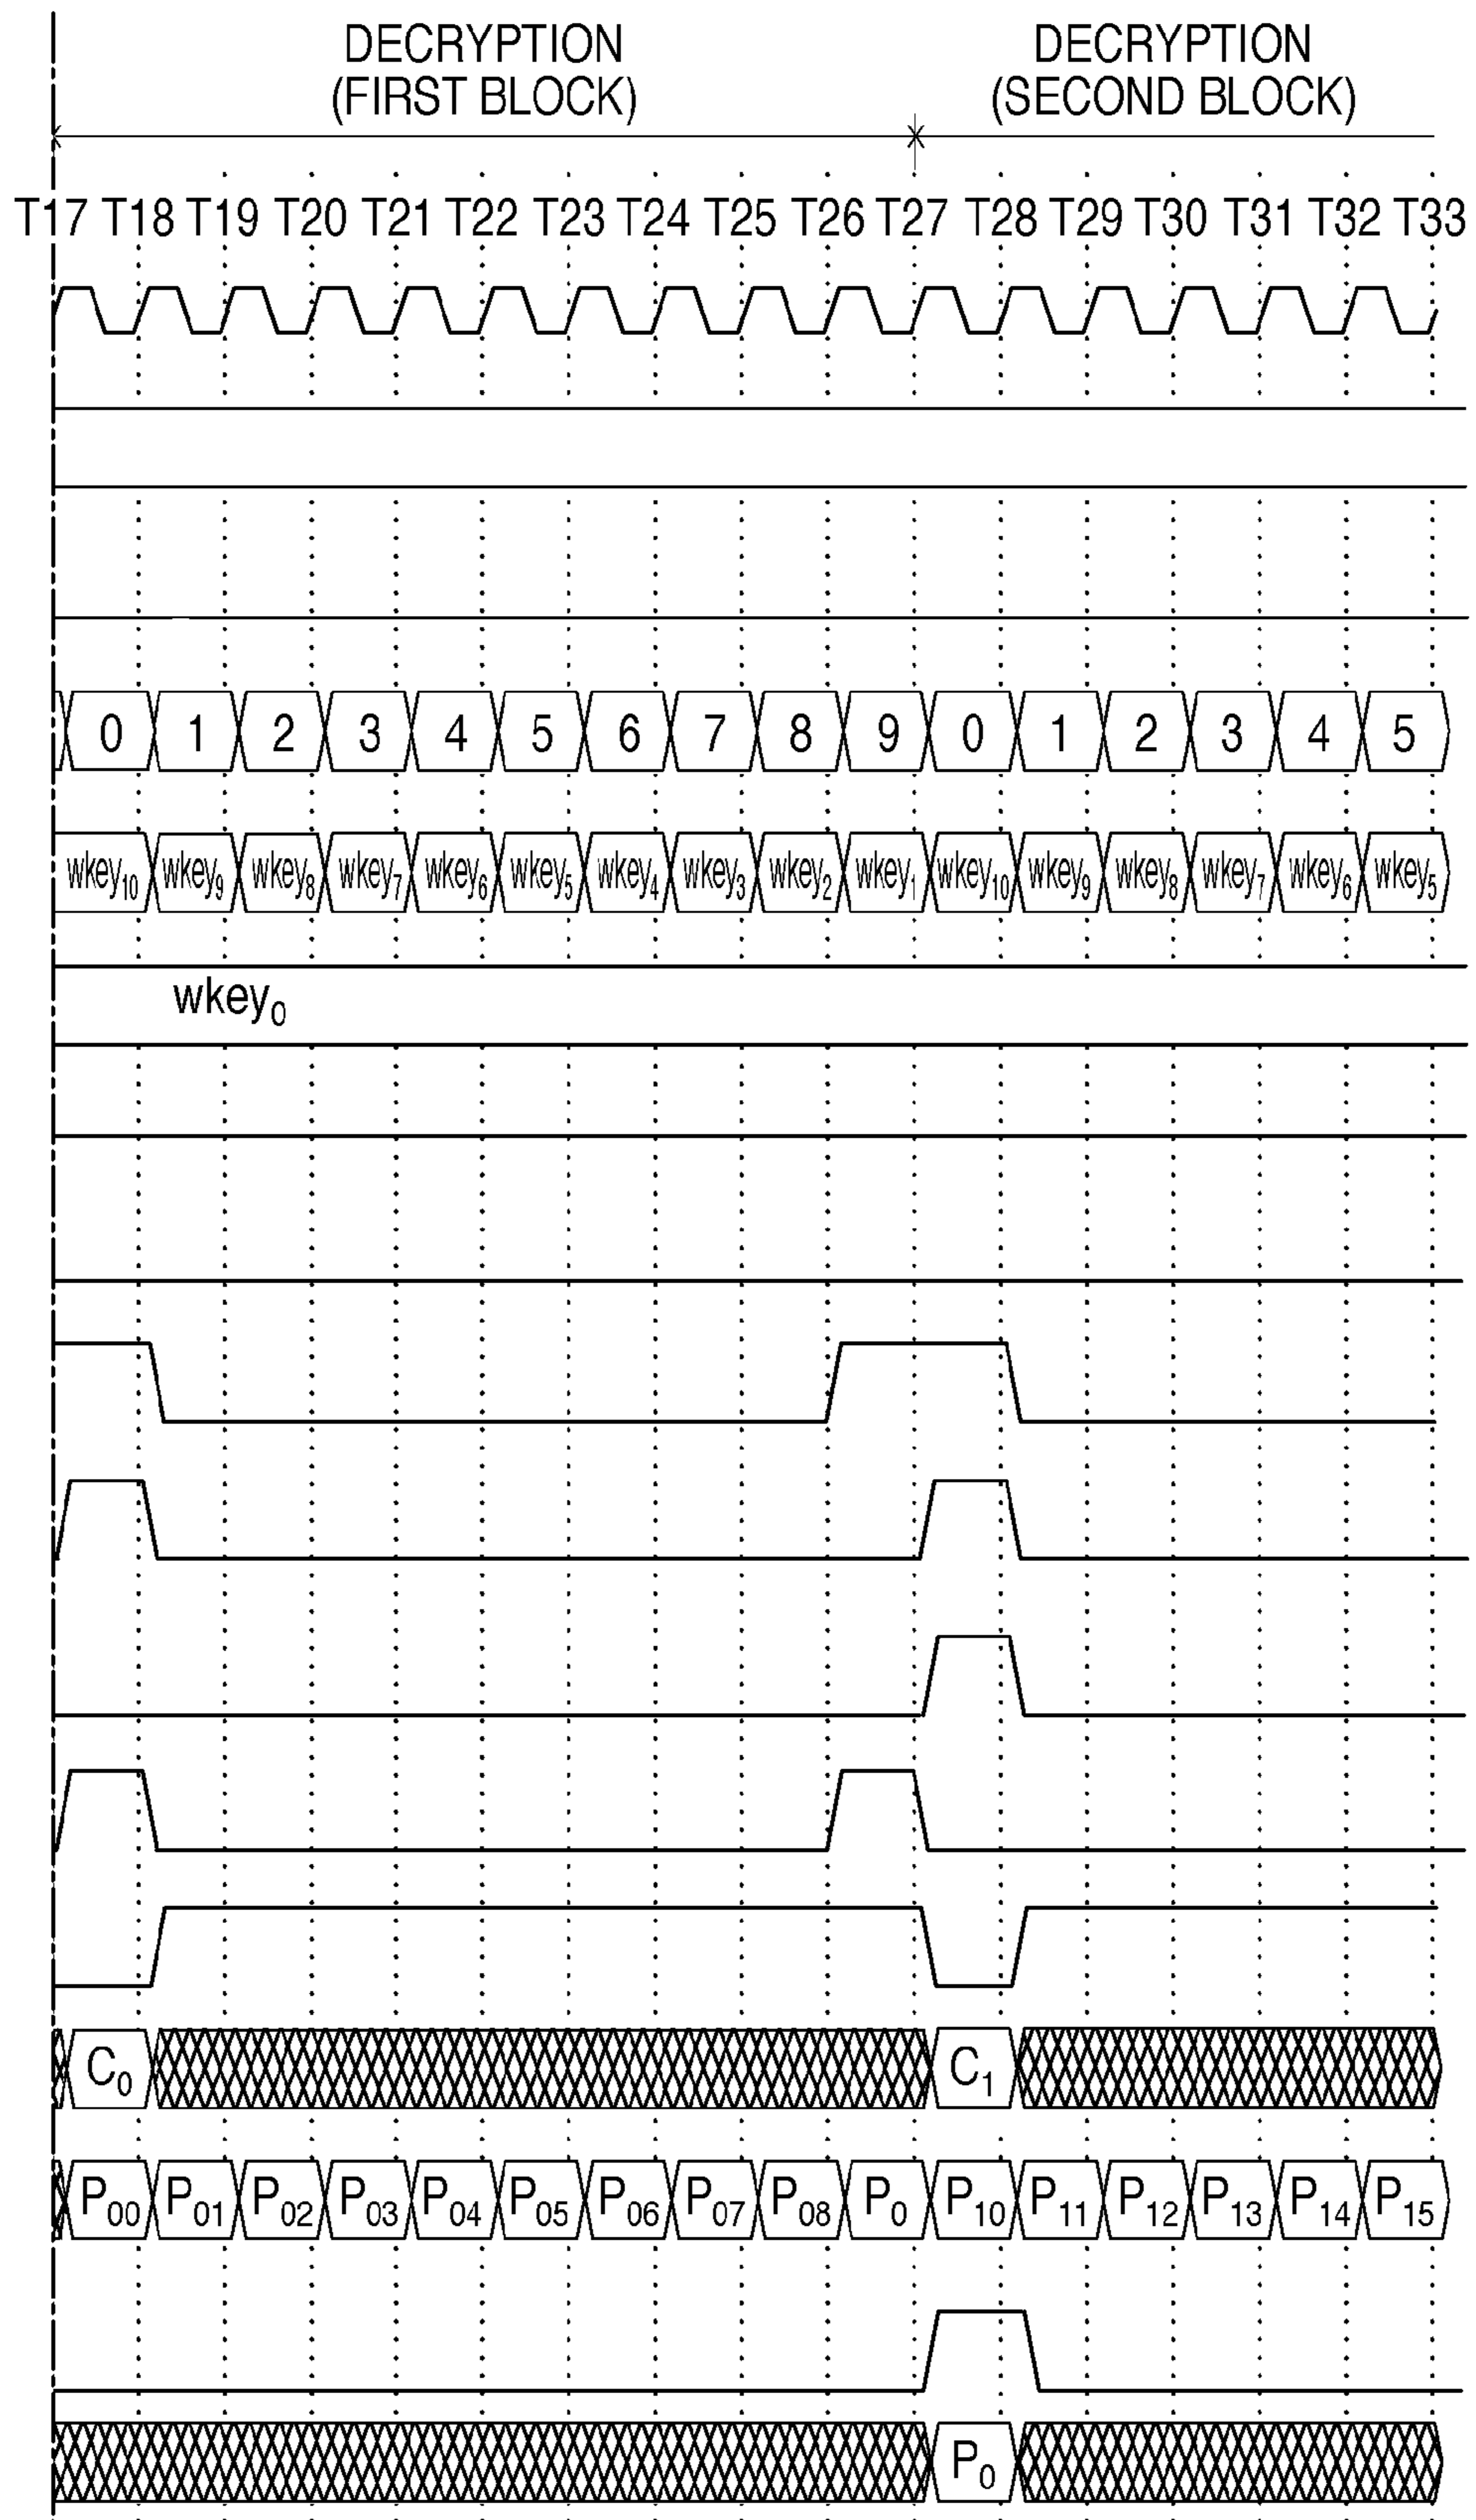 DECRYPTION (FIRST BLOCK) DECRYPTION (SECOND BLOCK)
T17 T18 T19 T20 T21 T22 T23 T24 T25 T26 T27 T28 T29 T30 T31 T32 T33
0 1 2 3 4 5 6 7 8 9 0 1 2 3 4 5
wkey10 wkey9 wkey8 wkey7 wkey6 wkey5 wkey4 wkey3 wkey2 wkey1 wkey10 wkey9 wkey8 wkey7 wkey6 wkey5
wkey0
C0 C1
P00 P01 P02 P03 P04 P05 P06 P07 P08 P0 P10 P11 P12 P13 P14 P15
P0